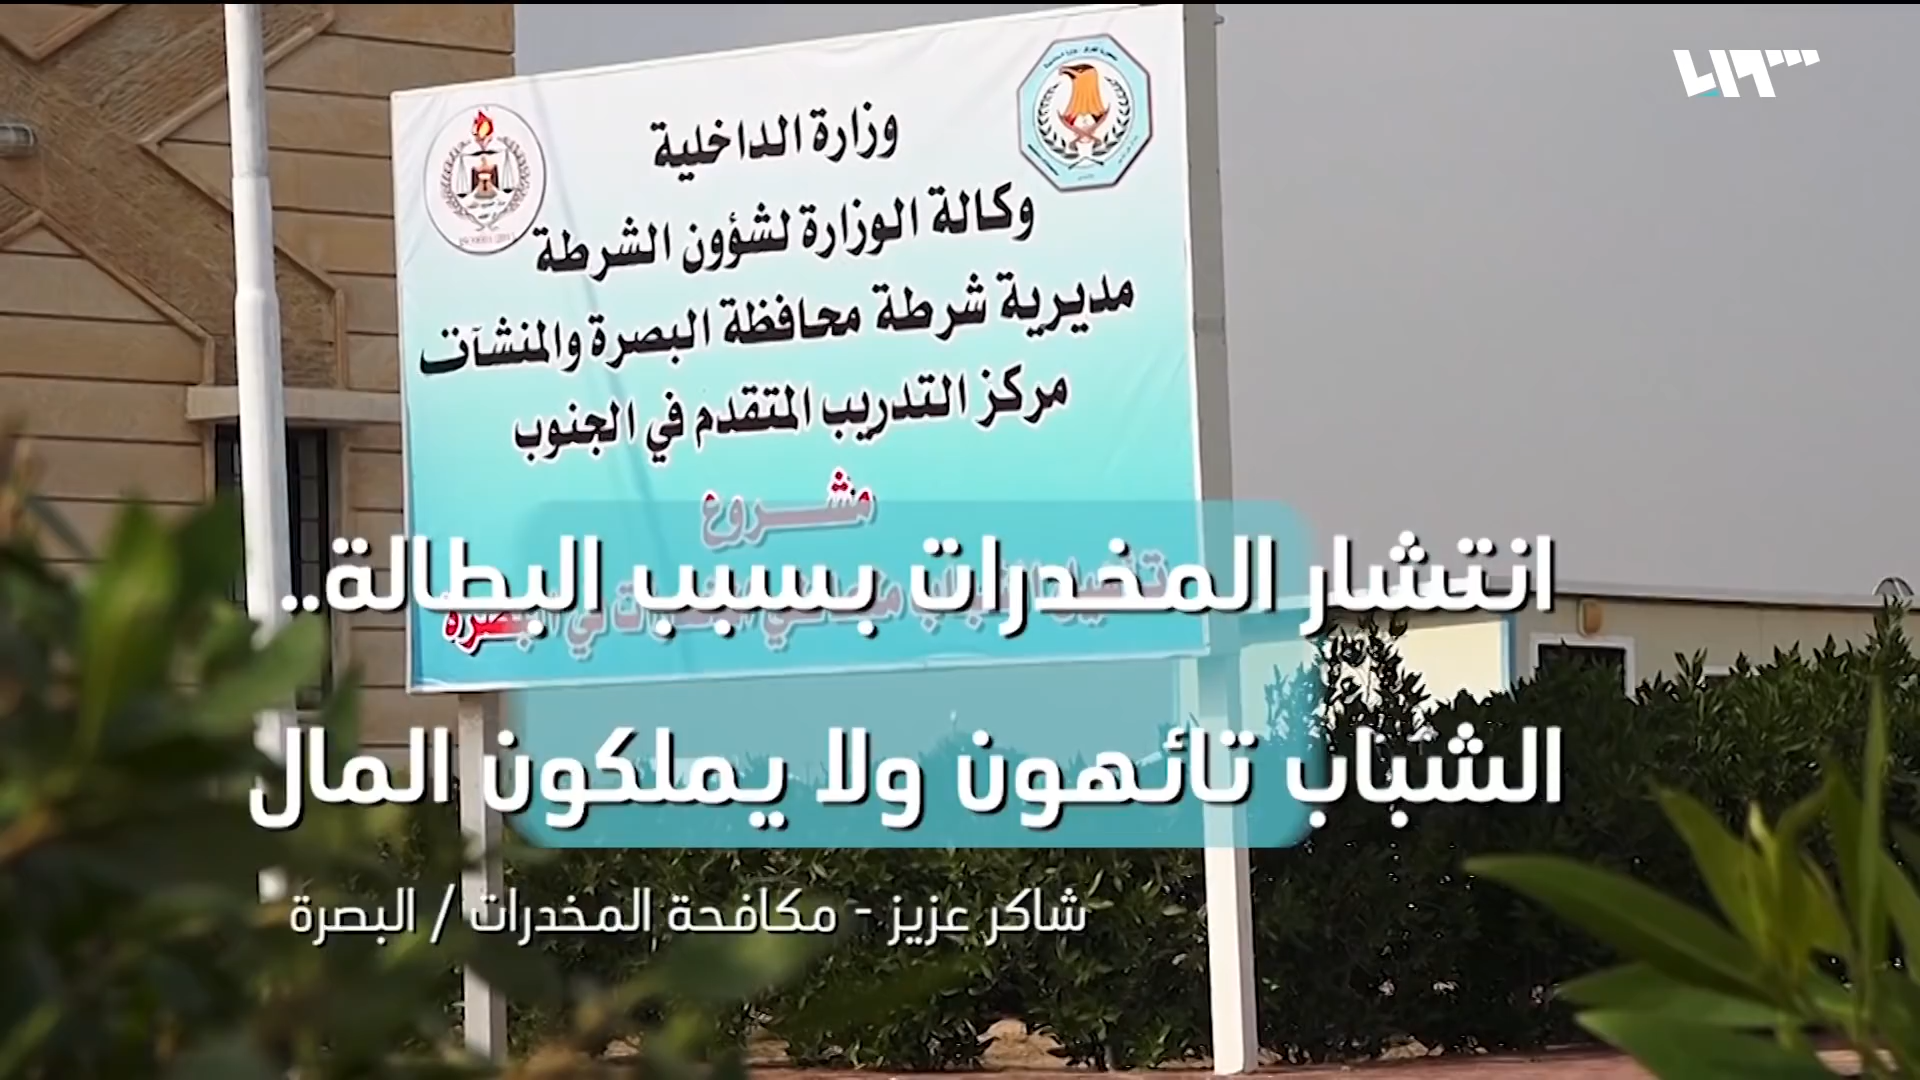 وزارة الداخلية
وكالة الوزارة لشؤون الشرطة
مديرية شرطة محافظة البصرة والمنشآت
مركز التدريب المتقدم في الجنوب
مشـــروع
انتشار المخدرات بسبب البطالة..
الشباب تائهون ولا يملكون المال
شاكر عزيز - مكافحة المخدرات / البصرة